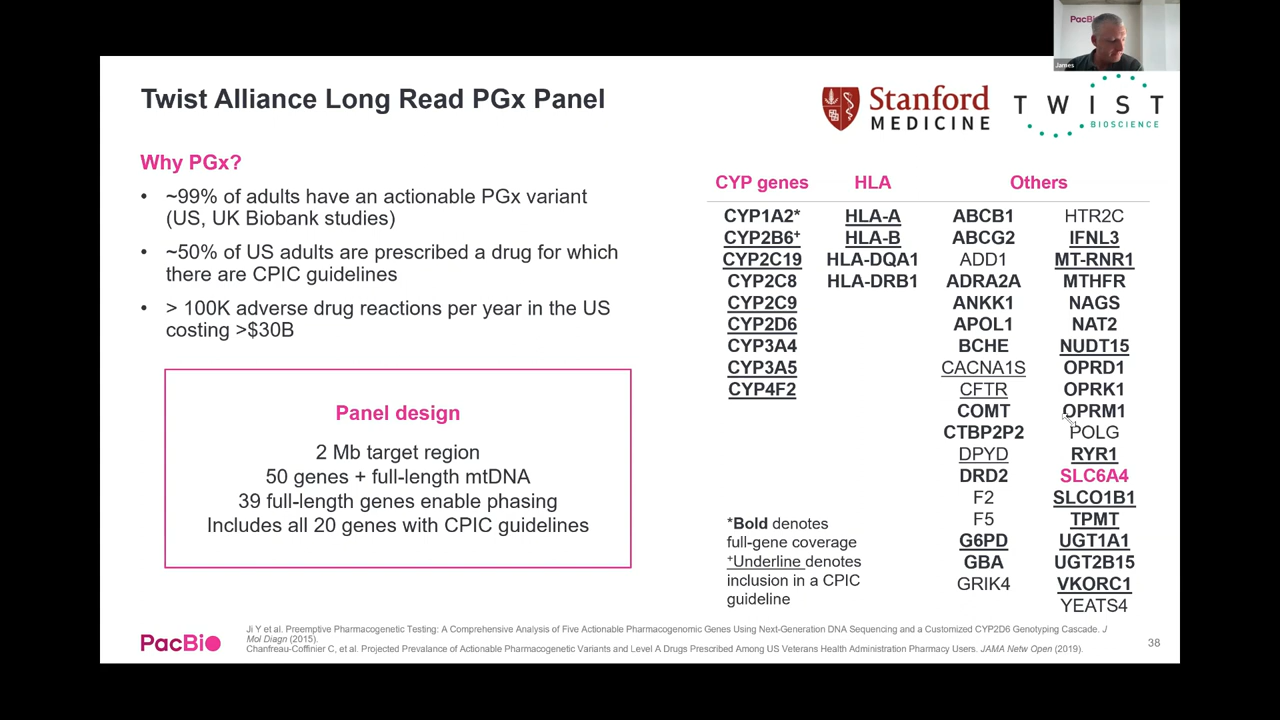 PacB
James
Twist Alliance Long Read PGx Panel
Stanford
MEDICINE
TWIST
BIOSCIENCE
Why PGx?
• ~99% of adults have an actionable PGx variant
(US, UK Biobank studies)
• ~50% of US adults are prescribed a drug for which
there are CPIC guidelines
• > 100K adverse drug reactions per year in the US
costing >$30B
Panel design
2 Mb target region
50 genes + full-length mtDNA
39 full-length genes enable phasing
Includes all 20 genes with CPIC guidelines
CYP genes
CYP1A2*
CYP2B6+
CYP2C19
CYP2C8
CYP2C9
CYP2D6
CYP3A4
CYP3A5
CYP4F2
HLA
HLA-A
HLA-B
HLA-DQA1
HLA-DRB1
Others
ABCB1
ABCG2
ADD1
ADRA2A
ANKK1
APOL1
BCHE
CACNA1S
CFTR
COMT
CTBP2P2
DPYD
DRD2
F2
F5
G6PD
GBA
GRIK4
HTR2C
IFNL3
MT-RNR1
MTHFR
NAGS
NAT2
NUDT15
OPRD1
OPRK1
OPRM1
POLG
RYR1
SLC6A4
SLCO1B1
TPMT
UGT1A1
UGT2B15
VKORC1
YEATS4
*Bold denotes
full-gene coverage
+Underline denotes
inclusion in a CPIC
guideline
PacBio
Ji Y et al. Preemptive Pharmacogenetic Testing: A Comprehensive Analysis of Five Actionable Pharmacogenomic Genes Using Next-Generation DNA Sequencing and a Customized CYP2D6 Genotyping Cascade. J
Mol Diagn (2015).
Chanfreau-Coffinier C, et al. Projected Prevalance of Actionable Pharmacogenetic Variants and Level A Drugs Prescribed Among US Veterans Health Administration Pharmacy Users. JAMA Netw Open (2019).
38